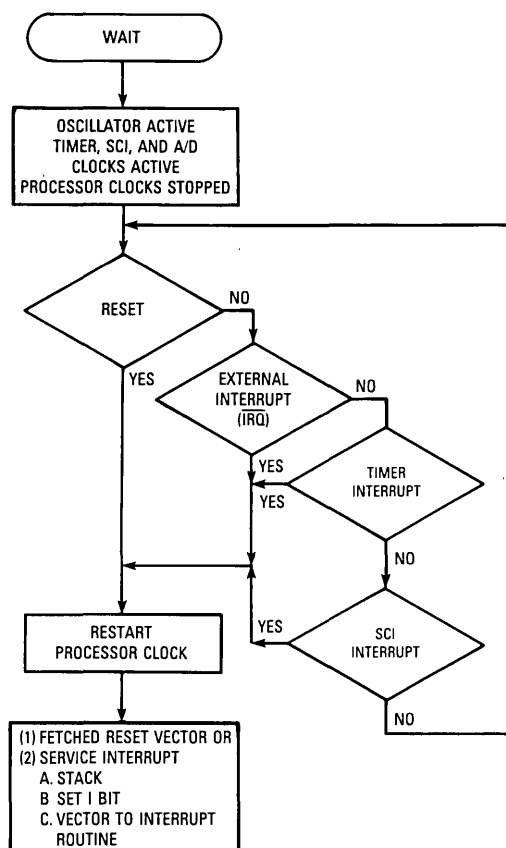 WAIT
OSCILLATOR ACTIVE
TIMER, SCI, AND A/D
CLOCKS ACTIVE
PROCESSOR CLOCKS STOPPED
RESET
NO
YES
EXTERNAL
INTERRUPT
(IRQ)
NO
YES
TIMER
INTERRUPT
YES
NO
SCI
INTERRUPT
YES
NO
RESTART
PROCESSOR CLOCK
(1) FETCHED RESET VECTOR OR
(2) SERVICE INTERRUPT
A. STACK
B SET I BIT
C. VECTOR TO INTERRUPT
ROUTINE